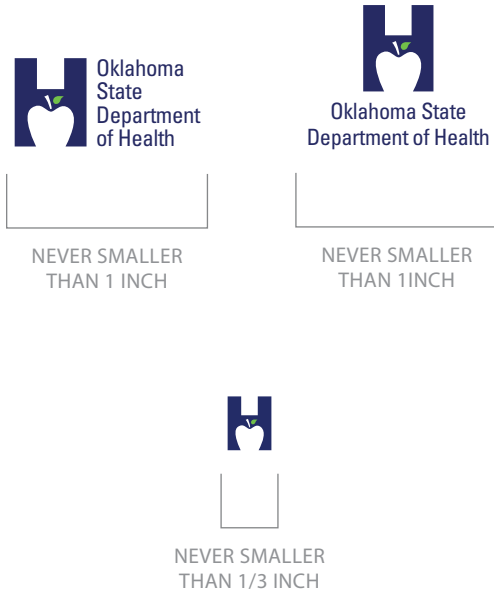 Oklahoma
State
Department
of Health
NEVER SMALLER
THAN 1 INCH
Oklahoma State
Department of Health
NEVER SMALLER
THAN 1INCH
NEVER SMALLER
THAN 1/3 INCH